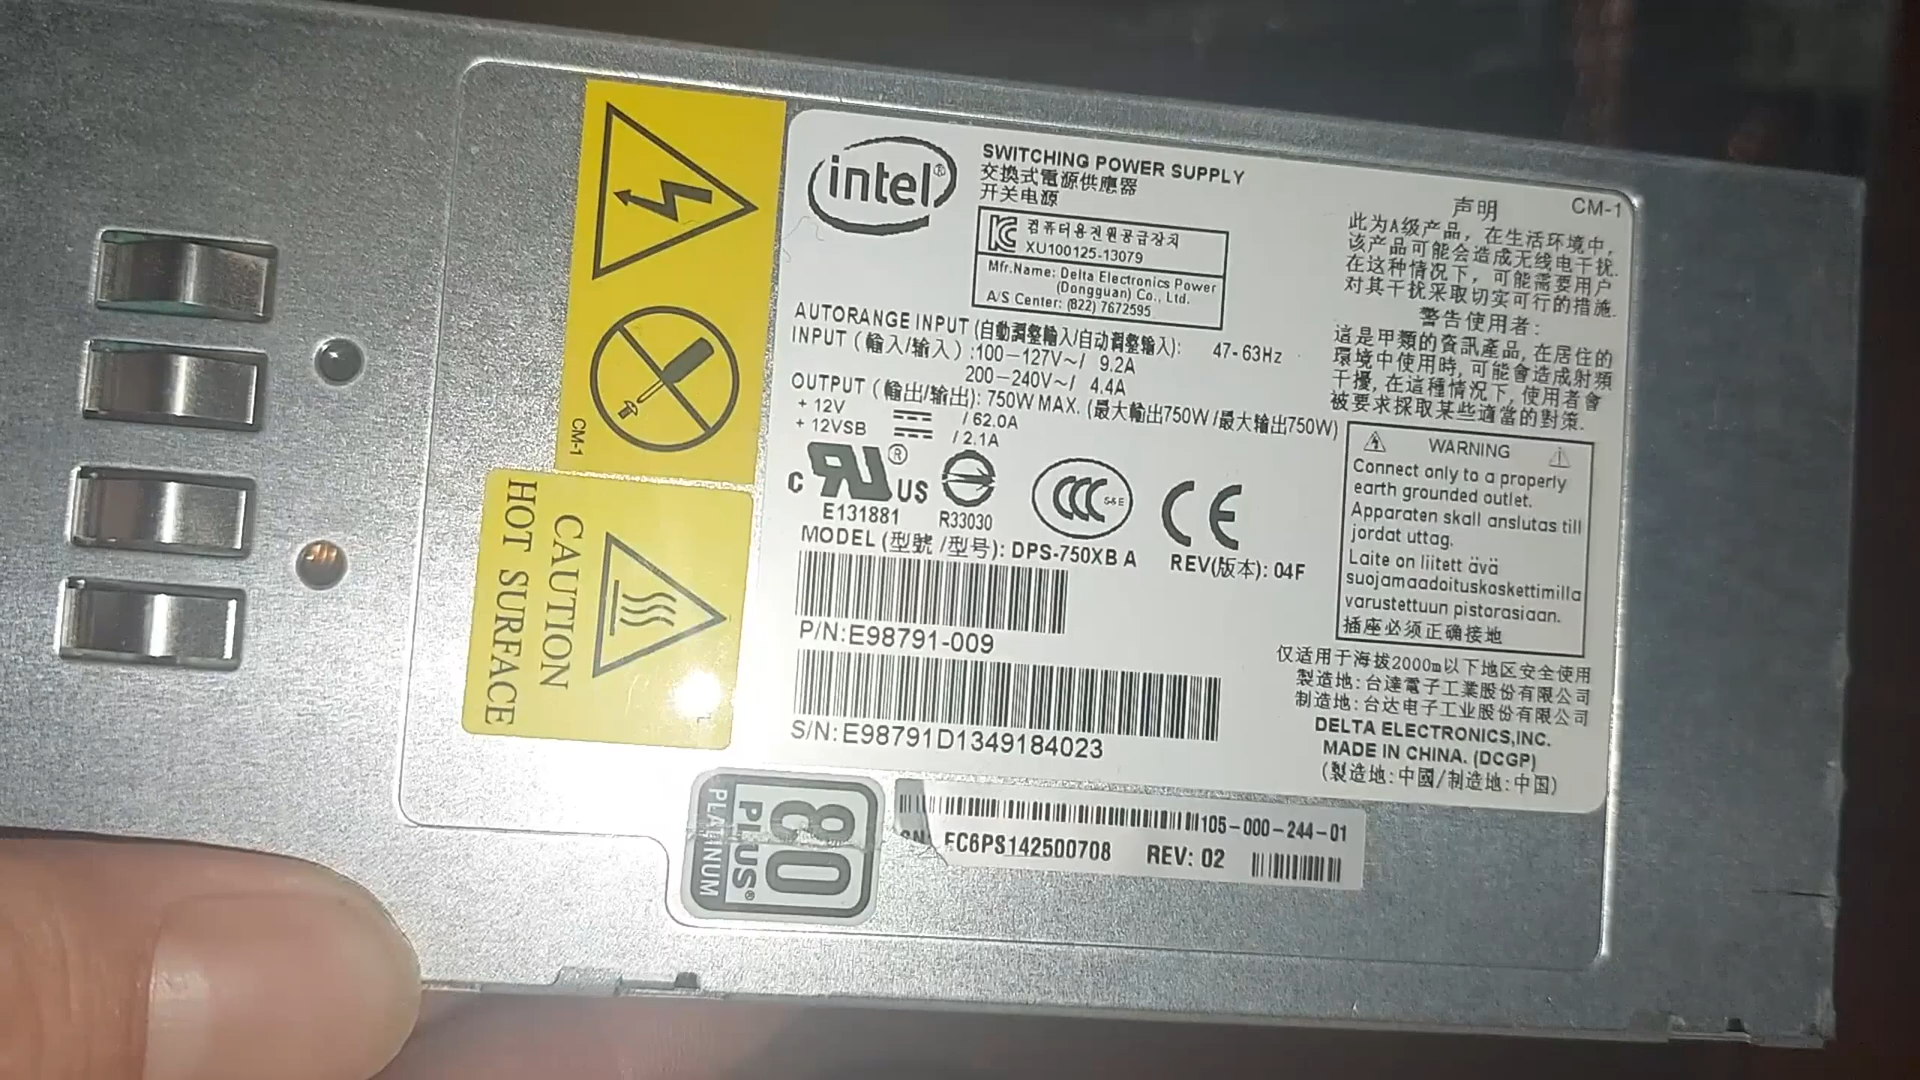 intel®
SWITCHING POWER SUPPLY
交換式電源供應器
开关电源
컴퓨터용전원공급장치
XU100125-13079
Mfr.Name: Delta Electronics Power
(Dongguan) Co., Ltd.
A/S Center: (822) 7672595
AUTORANGE INPUT (自動調整輸入/自动调整输入): 47-63Hz
INPUT (輸入/输入): 100—127V~/ 9.2A
200—240V~/ 4.4A
OUTPUT (輸出/输出): 750W MAX. (最大輸出750W/最大输出750W)
+ 12V / 62.0A
+ 12VSB / 2.1A
C UR® US
E131881
R33030
CCC S&E
CE
MODEL (型號/型号): DPS-750XB A REV(版本): 04F
P/N:E98791-009
S/N:E98791D1349184023
声明 CM-1
此为A级产品, 在生活环境中,
该产品可能会造成无线电干扰.
在这种情况下, 可能需要用户
对其干扰采取切实可行的措施.
警告使用者:
這是甲類的資訊產品, 在居住的
環境中使用時, 可能會造成射頻
干擾, 在這種情況下, 使用者會
被要求採取某些適當的對策.
WARNING
Connect only to a properly
earth grounded outlet.
Apparaten skall anslutas till
jordat uttag.
Laite on liitett ävä
suojamaadoituskoskettimilla
varustettuun pistorasiaan.
插座必须正确接地
仅适用于海拔2000m以下地区安全使用
製造地:台達電子工業股份有限公司
制造地:台达电子工业股份有限公司
DELTA ELECTRONICS,INC.
MADE IN CHINA. (DCGP)
(製造地:中國/制造地:中国)
CM-1
CAUTION
HOT SURFACE
80
PLUS®
PLATINUM
105-000-244-01
SN: FC6PS142500708 REV: 02